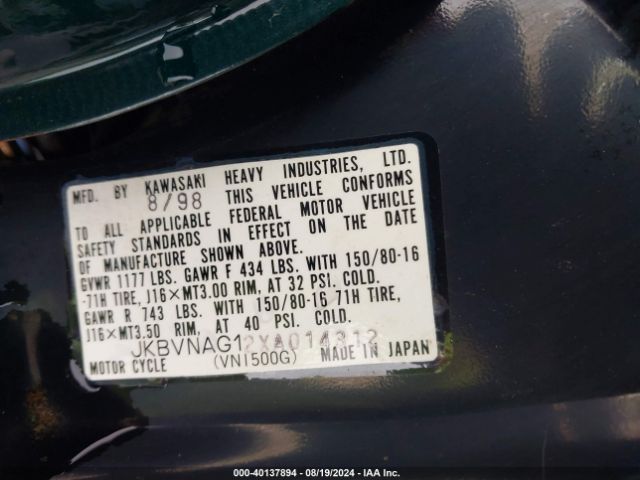 MFD. BY KAWASAKI HEAVY INDUSTRIES, LTD.
8/98 THIS VEHICLE CONFORMS
TO ALL APPLICABLE FEDERAL MOTOR VEHICLE
SAFETY STANDARDS IN EFFECT ON THE DATE
OF MANUFACTURE SHOWN ABOVE.
GVWR 1177 LBS. GAWR F 434 LBS. WITH 150/80-16
-71H TIRE, J16×MT3.00 RIM, AT 32 PSI. COLD.
GAWR R 743 LBS. WITH 150/80-16 71H TIRE,
J16×MT3.50 RIM, AT 40 PSI. COLD.
JKBVNAG12XA014312
MOTOR CYCLE (VN1500G) MADE IN JAPAN
000-40137894 - 08/19/2024 - IAA Inc.